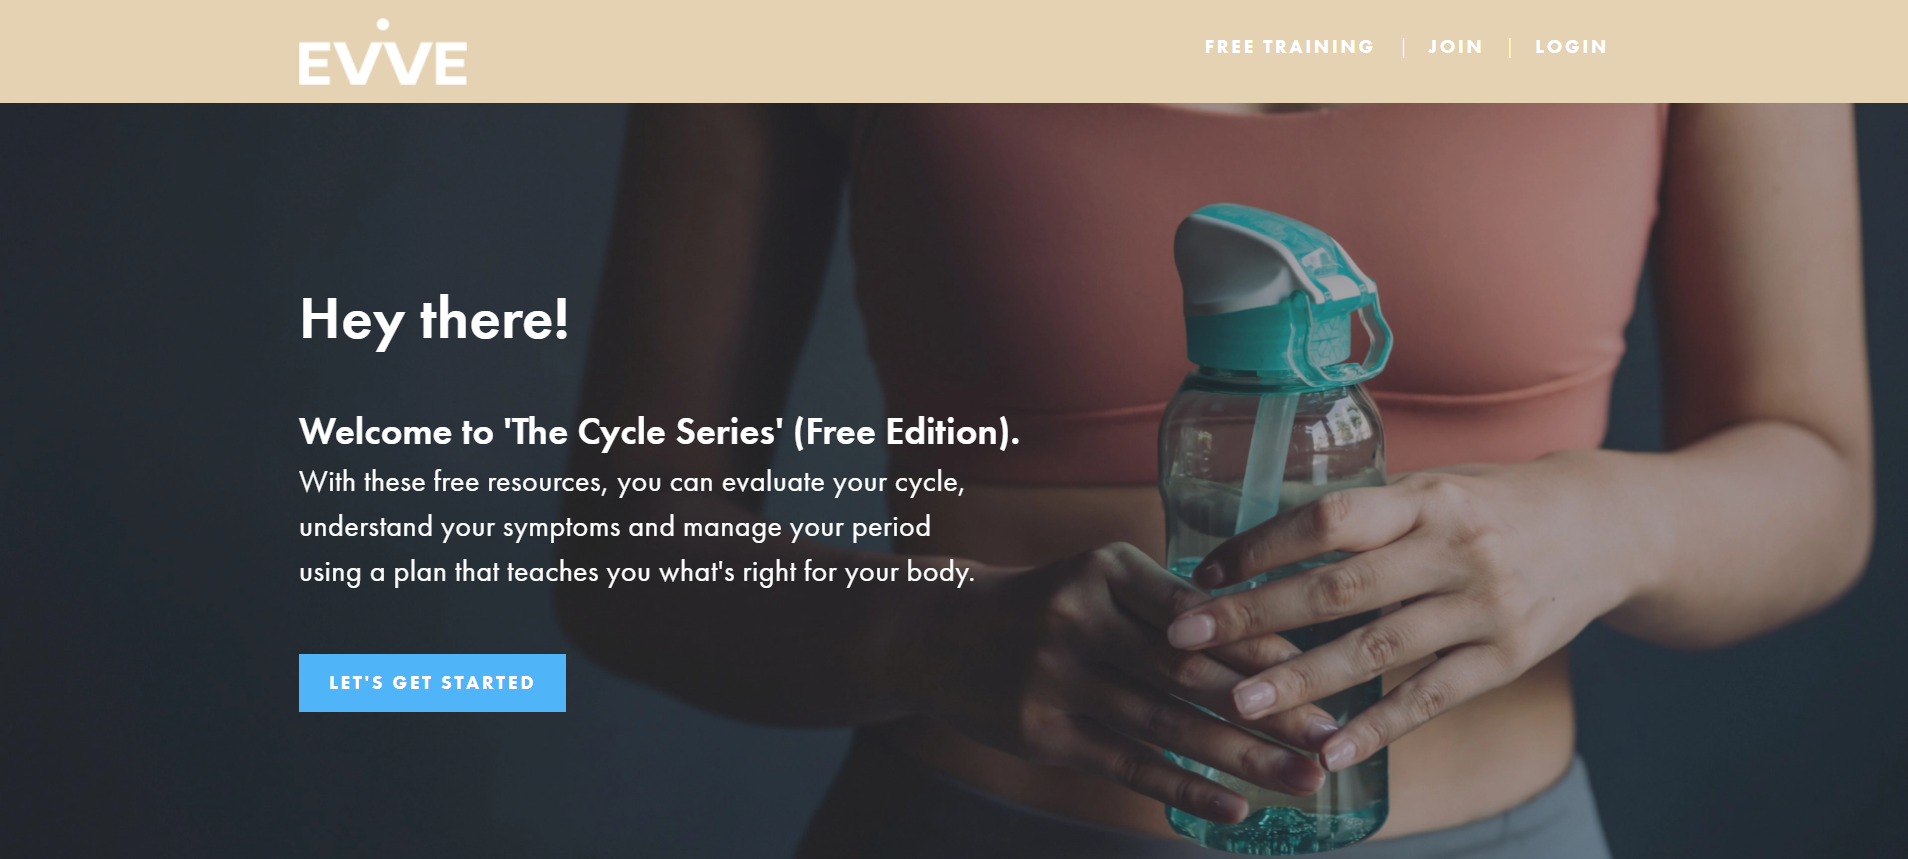 EVVE
FREE TRAINING | JOIN | LOGIN
Hey there!
Welcome to 'The Cycle Series' (Free Edition).
With these free resources, you can evaluate your cycle,
understand your symptoms and manage your period
using a plan that teaches you what's right for your body.
LET'S GET STARTED